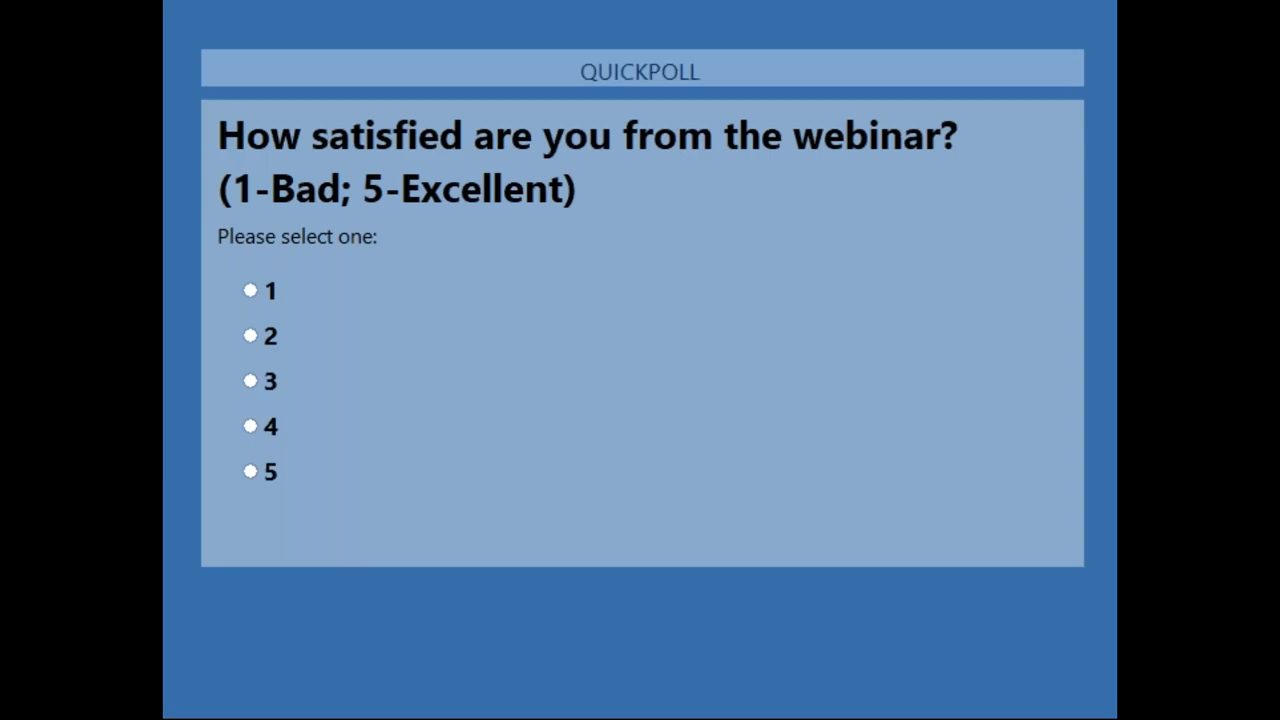 QUICKPOLL
How satisfied are you from the webinar?
(1-Bad; 5-Excellent)
Please select one:
1
2
3
4
5